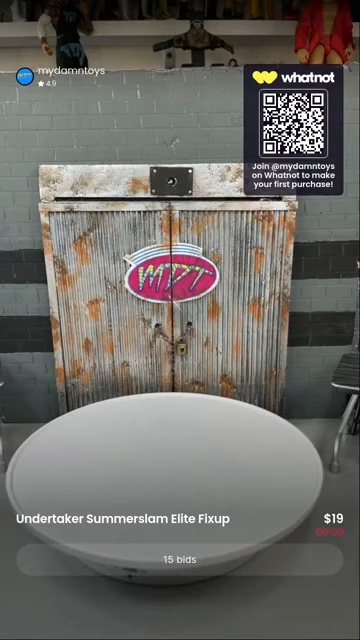 mydamntoys
4.9
whatnot
Join @mydamntoys
on Whatnot to make
your first purchase!
MDT
Undertaker Summerslam Elite Fixup
$19
00:00
15 bids